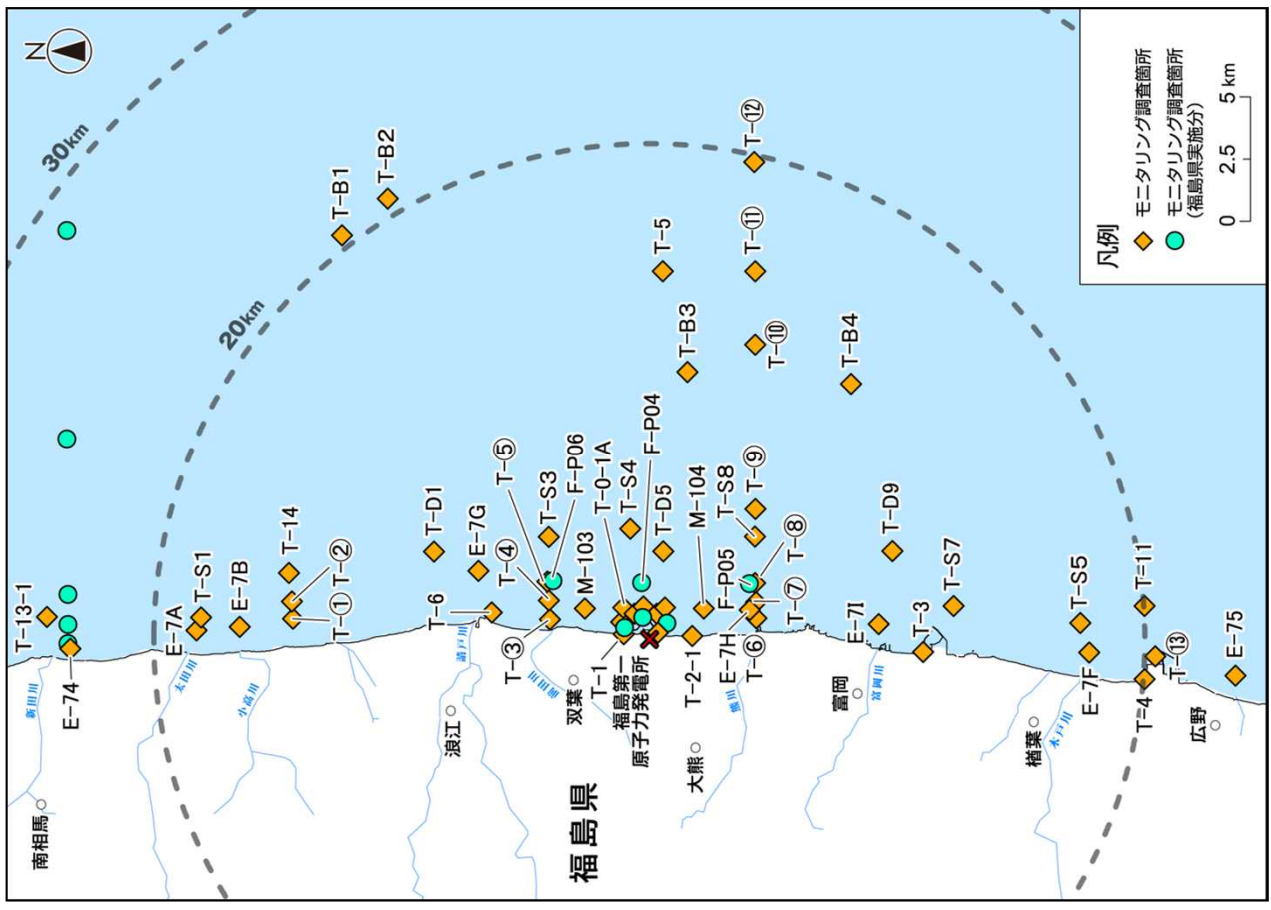 N
30km
20km
T-13-1
E-74
新田川
南相馬
E-7A
T-S1
太田川
E-7B
小高川
T-14
T-①
T-②
T-B1
T-B2
T-D1
E-7G
T-6
請戸川
浪江
T-③
T-④
T-⑤
T-S3
F-P06
前田川
双葉
M-103
T-0-1A
T-1
福島第一
原子力発電所
T-S4
F-P04
T-D5
T-5
T-B3
T-2-1
大熊
M-104
福島県
E-7H
F-P05
T-⑥
T-⑦
T-⑧
T-S8
T-⑨
T-⑩
T-⑪
T-⑫
熊川
T-B4
富岡
富岡川
E-7I
T-D9
T-3
T-S7
楢葉
木戸川
T-S5
E-7F
T-11
T-4
T-⑬
広野
E-75
凡例
モニタリング調査箇所
モニタリング調査箇所
(福島県実施分)
0 2.5 5 km